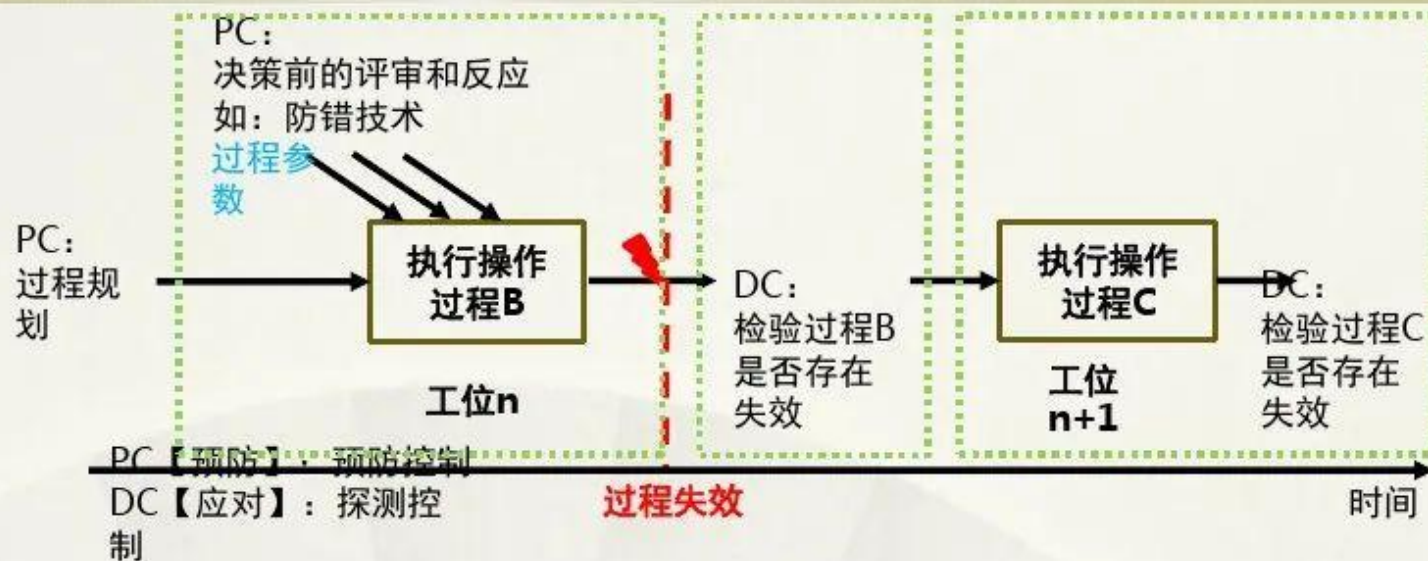 PC：
决策前的评审和反应
如：防错技术
过程参
数
PC：
过程规
划
执行操作
过程B
工位n
DC：
检验过程B
是否存在
失效
执行操作
过程C
工位
n+1
DC：
检验过程C
是否存在
失效
PC【预防】：预防控制
DC【应对】：探测控
制
过程失效
时间